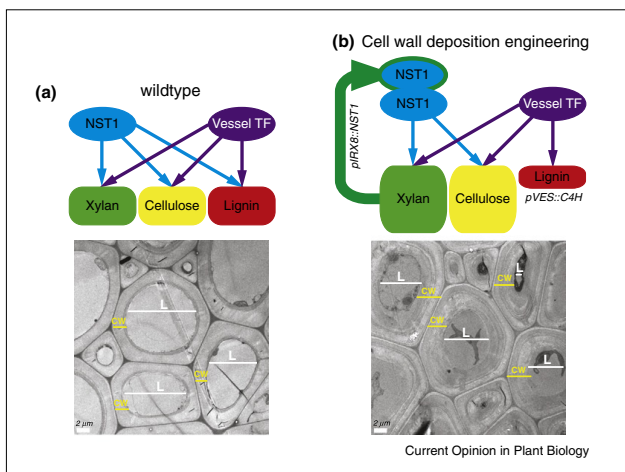 (a)
wildtype
NST1
Vessel TF
Xylan
Cellulose
Lignin
CW
L
CW
L
CW
L
2 µm
(b) Cell wall deposition engineering
NST1
NST1
Vessel TF
pIRX8::NST1
Xylan
Cellulose
Lignin
pVES::C4H
L
CW
L
CW
CW
L
CW
L
2 µm
Current Opinion in Plant Biology